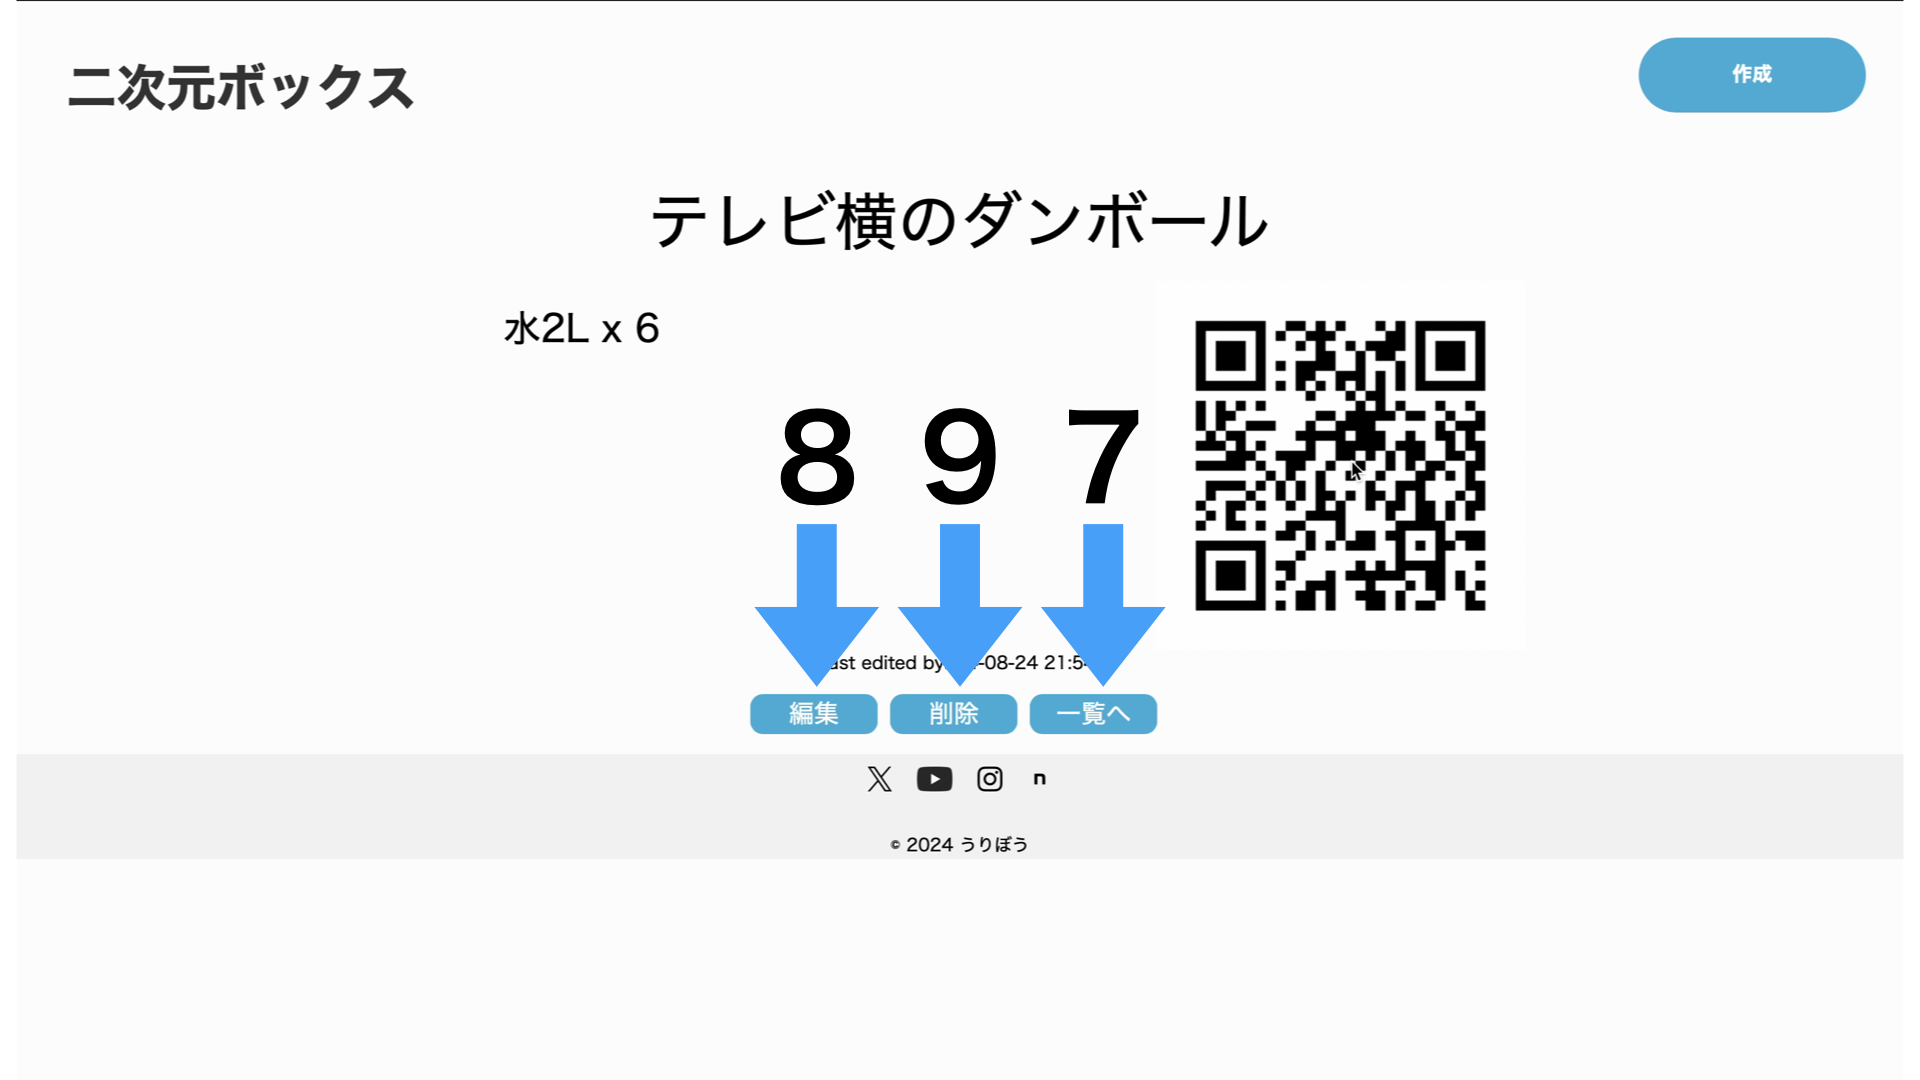 二次元ボックス
作成
テレビ横のダンボール
水2L x 6
8 9 7
edited by
-08-24
編集 削除 一覧へ
n
© 2024 うりぼう